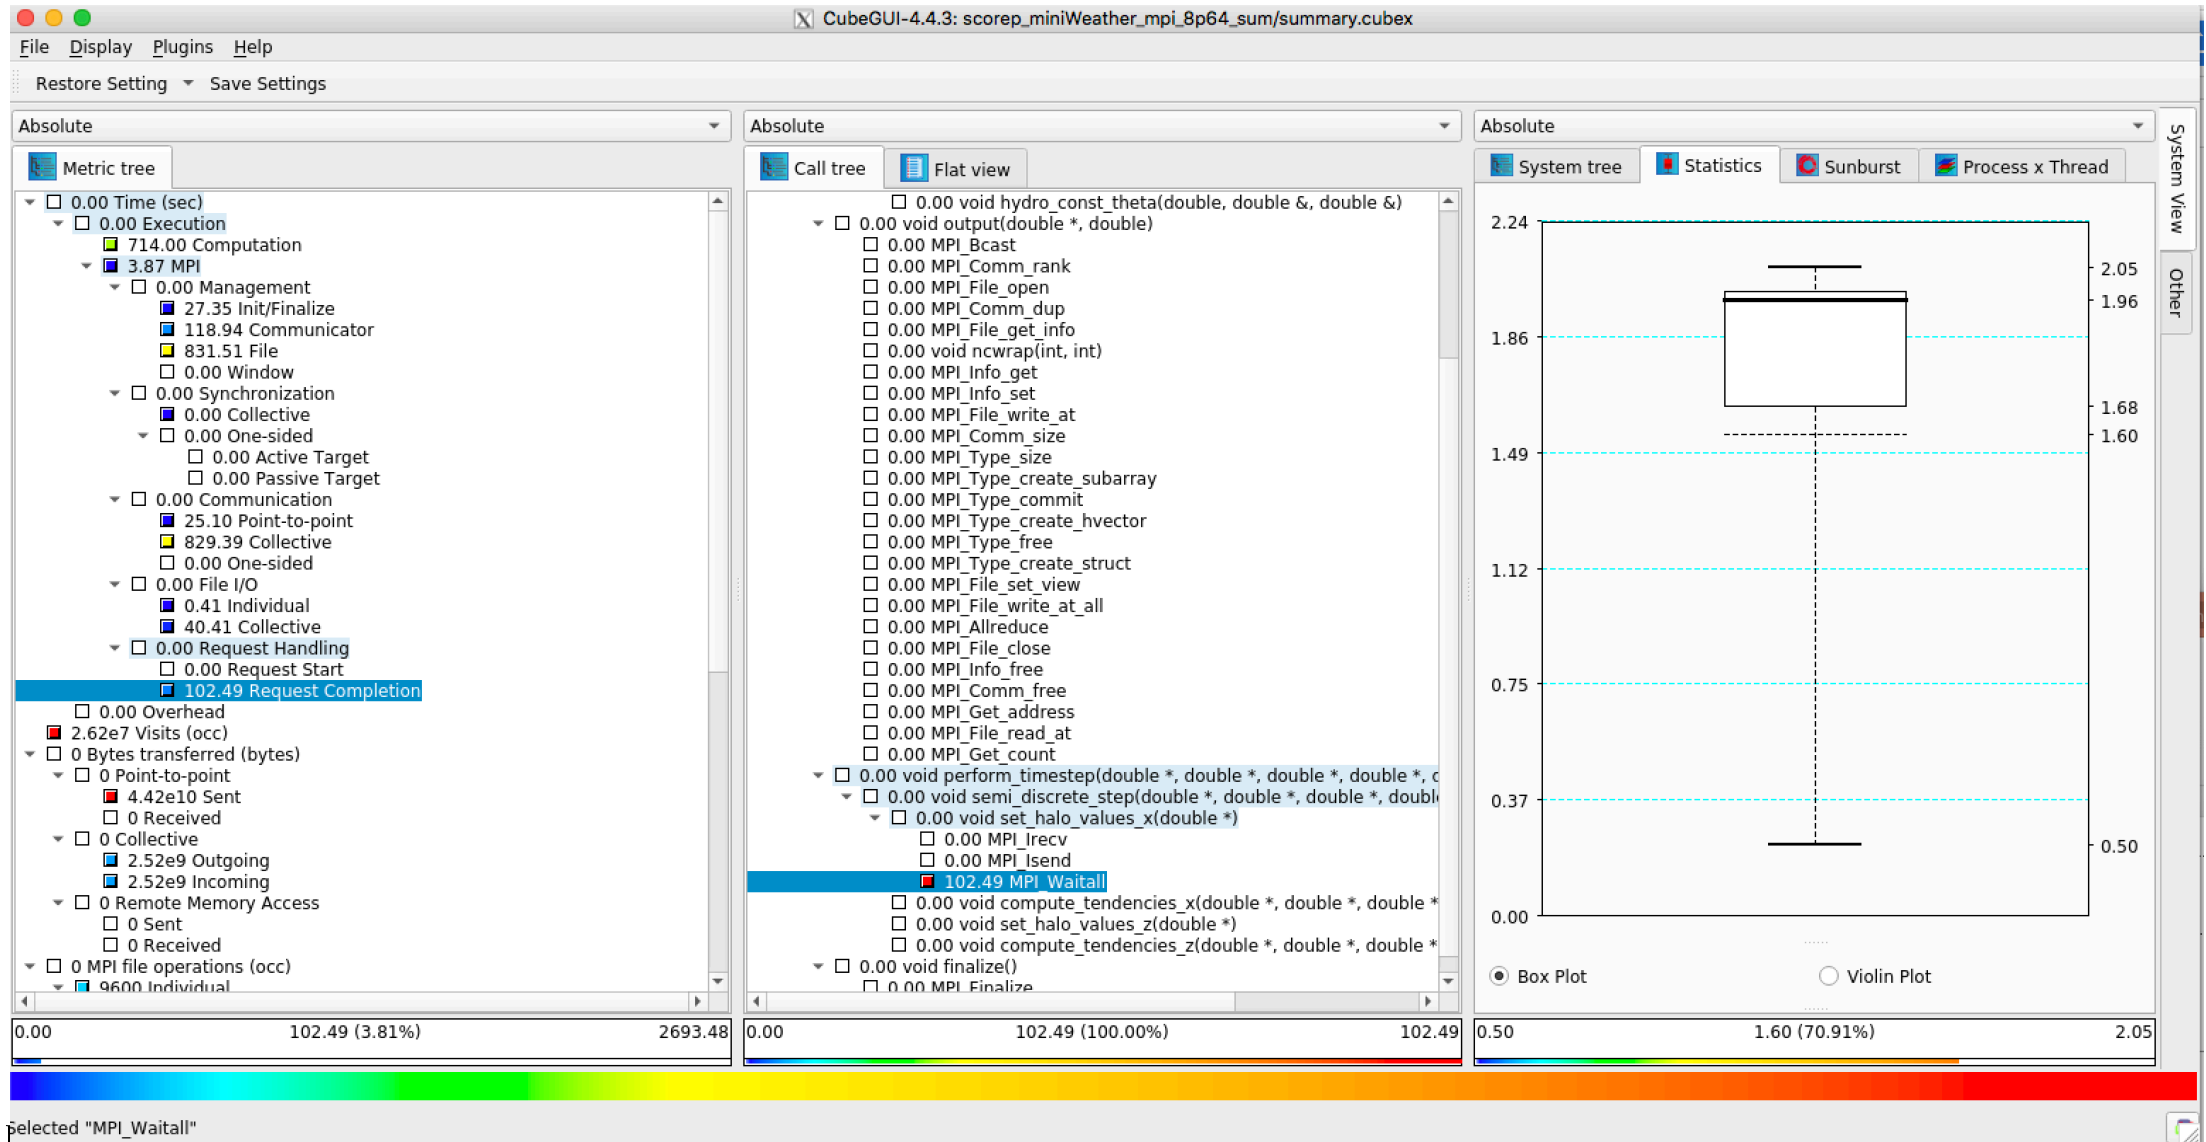 CubeGUI-4.4.3: scorep_miniWeather_mpi_8p64_sum/summary.cubex
File Display Plugins Help
Restore Setting Save Settings
Absolute
Metric tree
0.00 Time (sec)
0.00 Execution
714.00 Computation
3.87 MPI
0.00 Management
27.35 Init/Finalize
118.94 Communicator
831.51 File
0.00 Window
0.00 Synchronization
0.00 Collective
0.00 One-sided
0.00 Active Target
0.00 Passive Target
0.00 Communication
25.10 Point-to-point
829.39 Collective
0.00 One-sided
0.00 File I/O
0.41 Individual
40.41 Collective
0.00 Request Handling
0.00 Request Start
102.49 Request Completion
0.00 Overhead
2.62e7 Visits (occ)
0 Bytes transferred (bytes)
0 Point-to-point
4.42e10 Sent
0 Received
0 Collective
2.52e9 Outgoing
2.52e9 Incoming
0 Remote Memory Access
0 Sent
0 Received
0 MPI file operations (occ)
9600 Individual
0.00 102.49 (3.81%) 2693.48
Absolute
Call tree Flat view
0.00 void hydro_const_theta(double, double &, double &)
0.00 void output(double *, double)
0.00 MPI_Bcast
0.00 MPI_Comm_rank
0.00 MPI_File_open
0.00 MPI_Comm_dup
0.00 MPI_File_get_info
0.00 void ncwrap(int, int)
0.00 MPI_Info_get
0.00 MPI_Info_set
0.00 MPI_File_write_at
0.00 MPI_Comm_size
0.00 MPI_Type_size
0.00 MPI_Type_create_subarray
0.00 MPI_Type_commit
0.00 MPI_Type_create_hvector
0.00 MPI_Type_free
0.00 MPI_Type_create_struct
0.00 MPI_File_set_view
0.00 MPI_File_write_at_all
0.00 MPI_Allreduce
0.00 MPI_File_close
0.00 MPI_Info_free
0.00 MPI_Comm_free
0.00 MPI_Get_address
0.00 MPI_File_read_at
0.00 MPI_Get_count
0.00 void perform_timestep(double *, double *, double *, double *, d
0.00 void semi_discrete_step(double *, double *, double *, doubl
0.00 void set_halo_values_x(double *)
0.00 MPI_Irecv
0.00 MPI_Isend
102.49 MPI_Waitall
0.00 void compute_tendencies_x(double *, double *, double *
0.00 void set_halo_values_z(double *)
0.00 void compute_tendencies_z(double *, double *, double *
0.00 void finalize()
0.00 MPI_Finalize
0.00 102.49 (100.00%) 102.49
Absolute
System tree Statistics Sunburst Process x Thread
2.24
1.86
1.49
1.12
0.75
0.37
0.00
2.05
1.96
1.68
1.60
0.50
Box Plot Violin Plot
0.50 1.60 (70.91%) 2.05
System View
Other
Selected "MPI_Waitall"